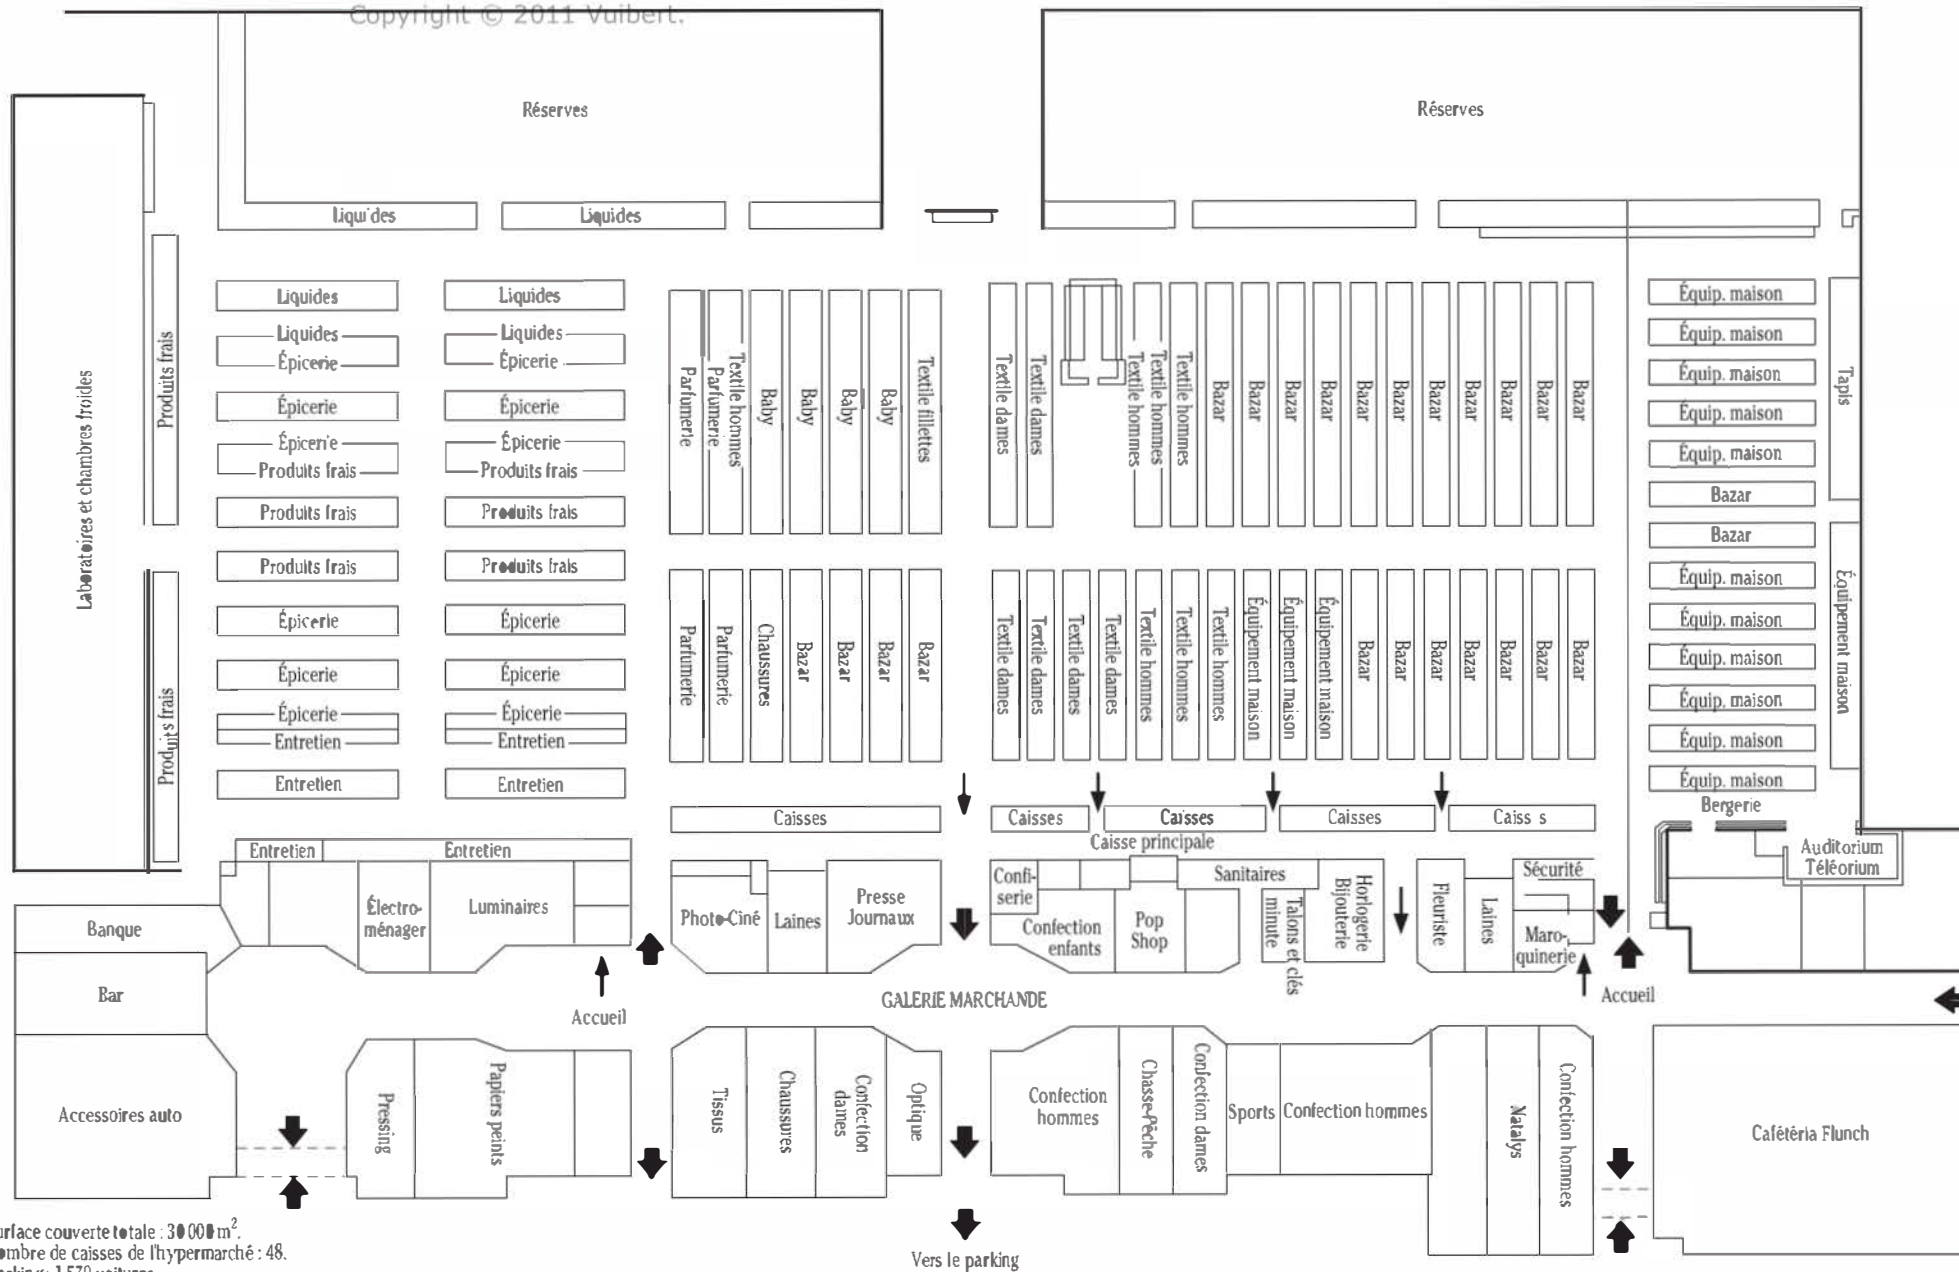 Copyright © 2011 Vuibert.
Réserves
Réserves
Liquides
Liquides
Laboratoires et chambres froides
Produits frais
Produits frais
Liquides
Liquides
Épicerie
Épicerie
Épicerie
Produits frais
Produits frais
Produits frais
Épicerie
Épicerie
Épicerie
Entretien
Entretien
Liquides
Liquides
Épicerie
Épicerie
Épicerie
Produits frais
Produits frais
Produits frais
Épicerie
Épicerie
Épicerie
Entretien
Entretien
Parfumerie
Parfumerie
Textile hommes
Baby
Baby
Baby
Baby
Textile fillettes
Textile dames
Textile dames
Textile hommes
Textile hommes
Textile hommes
Bazar
Bazar
Bazar
Bazar
Bazar
Bazar
Bazar
Bazar
Bazar
Bazar
Bazar
Parfumerie
Parfumerie
Chaussures
Bazar
Bazar
Bazar
Bazar
Textile dames
Textile dames
Textile dames
Textile dames
Textile hommes
Textile hommes
Textile hommes
Équipement maison
Équipement maison
Équipement maison
Bazar
Bazar
Bazar
Bazar
Bazar
Bazar
Bazar
Équip. maison
Équip. maison
Équip. maison
Équip. maison
Équip. maison
Bazar
Bazar
Équip. maison
Équip. maison
Équip. maison
Équip. maison
Équip. maison
Équip. maison
Tapis
Équipement maison
Bergerie
Auditorium
Téléorium
Caisses
Caisses
Caisses
Caisses
Caiss s
Caisse principale
Entretien
Entretien
Banque
Bar
Accessoires auto
Électro-
ménager
Luminaires
Photo-Ciné
Laines
Presse
Journaux
Confi-
serie
Confection
enfants
Pop
Shop
Sanitaires
Talons et clés
minute
Horlogerie
Bijouterie
Fleuriste
Laines
Sécurité
Maro-
quinerie
Accueil
GALERIE MARCHANDE
Accueil
Pressing
Papiers peints
Tissus
Chaussures
Confection
dames
Optique
Confection
hommes
Chasse-Pêche
Confection dames
Sports
Confection hommes
Natalys
Confection hommes
Cafétéria Flunch
Vers le parking
urface couverte totale : 30 000 m².
ombre de caisses de l'hypermarché : 48.